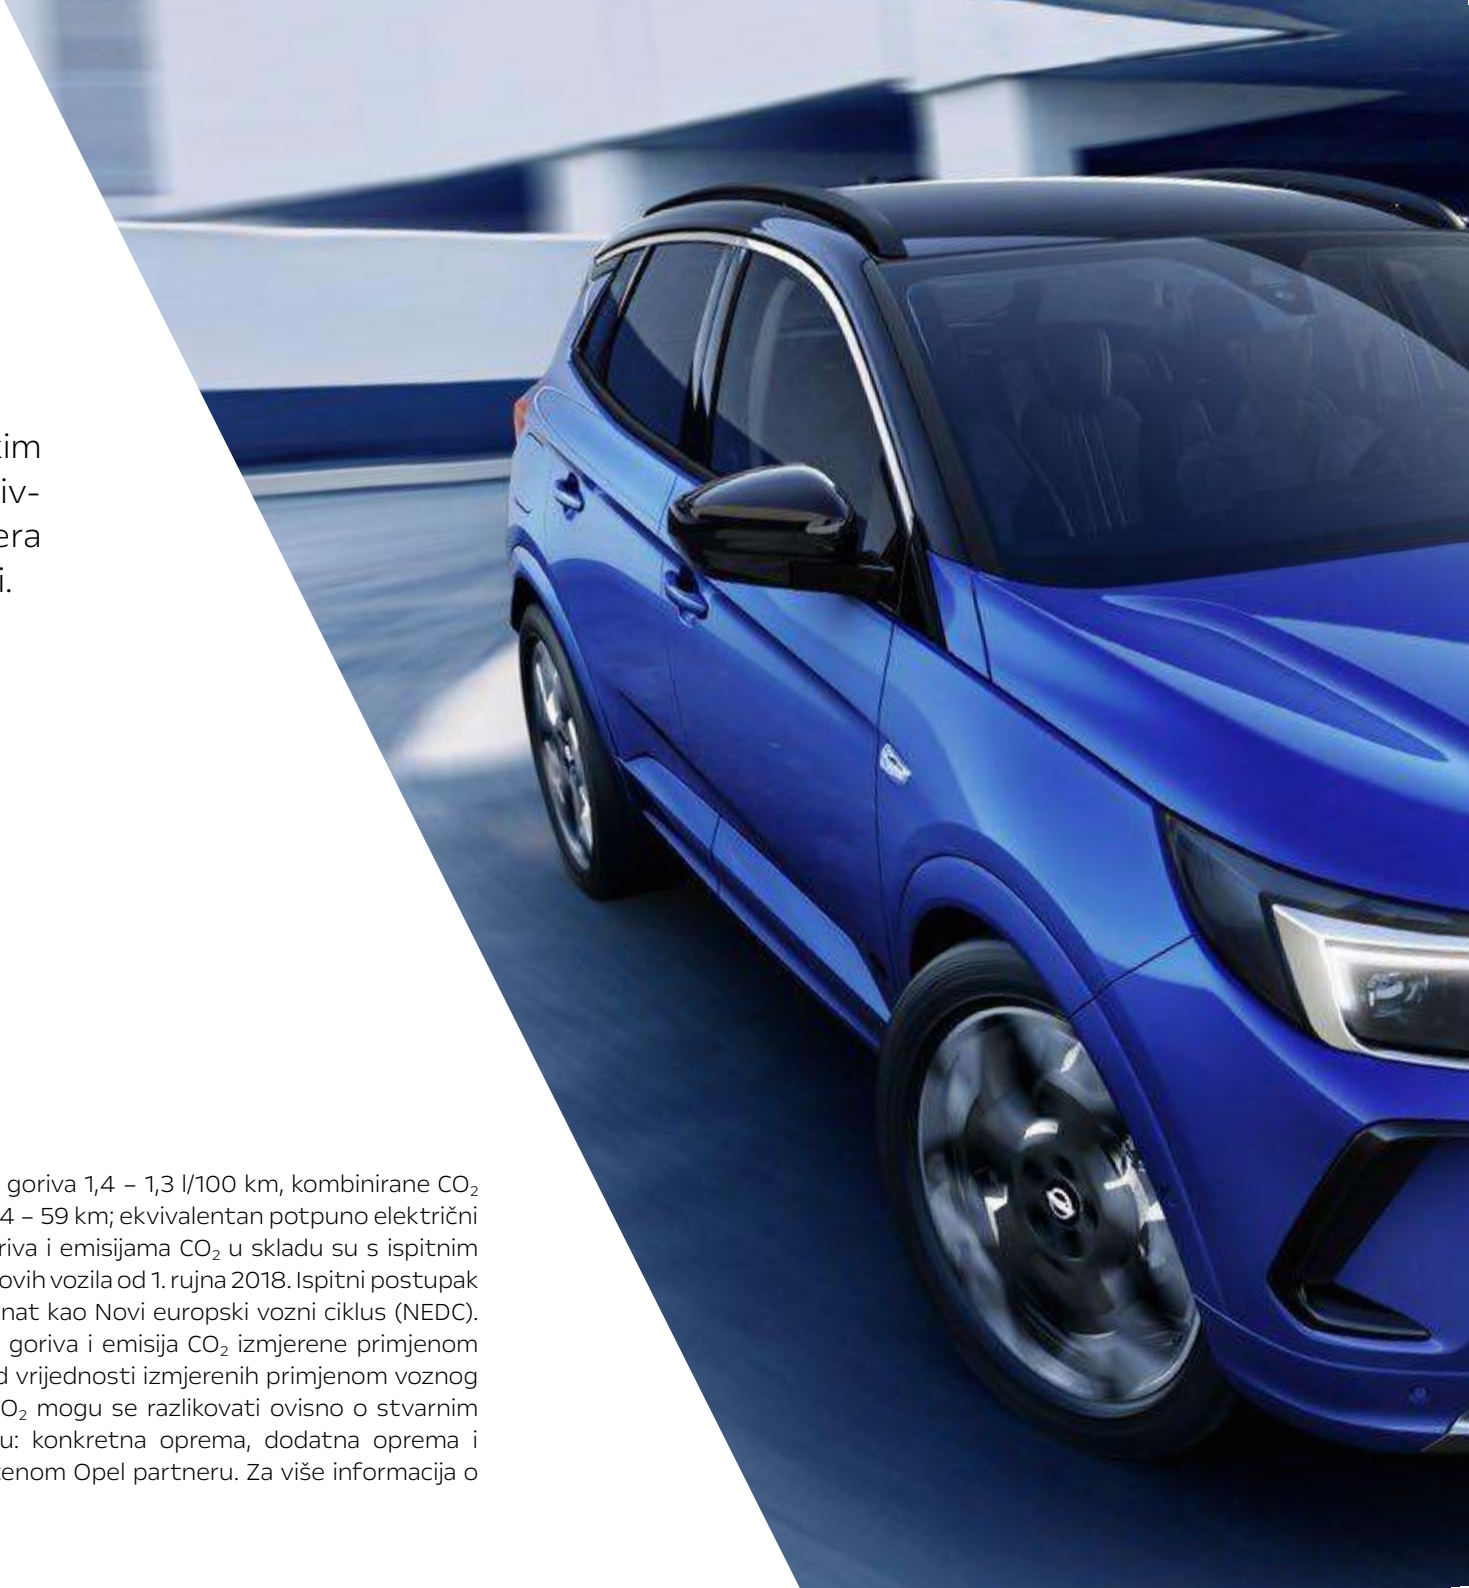 kim
iv-
era
i.
goriva 1,4 – 1,3 l/100 km, kombinirane CO₂
4 – 59 km; ekvivalentan potpuno električni
riva i emisijama CO₂ u skladu su s ispitnim
ovih vozila od 1. rujna 2018. Ispitni postupak
nat kao Novi europski vozni ciklus (NEDC).
goriva i emisija CO₂ izmjerene primjenom
d vrijednosti izmjerenih primjenom voznog
O₂ mogu se razlikovati ovisno o stvarnim
u: konkretna oprema, dodatna oprema i
enom Opel partneru. Za više informacija o